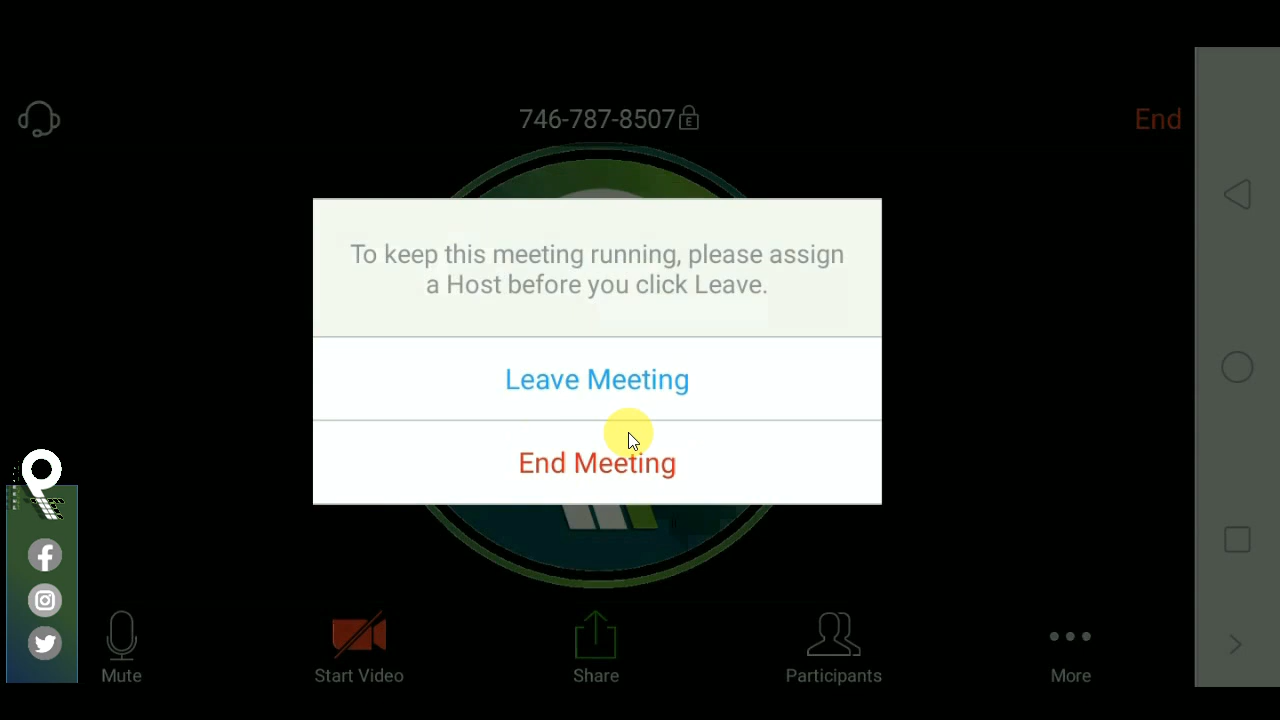 746-787-8507
E
End
To keep this meeting running, please assign
a Host before you click Leave.
Leave Meeting
End Meeting
Mute
Start Video
Share
Participants
More